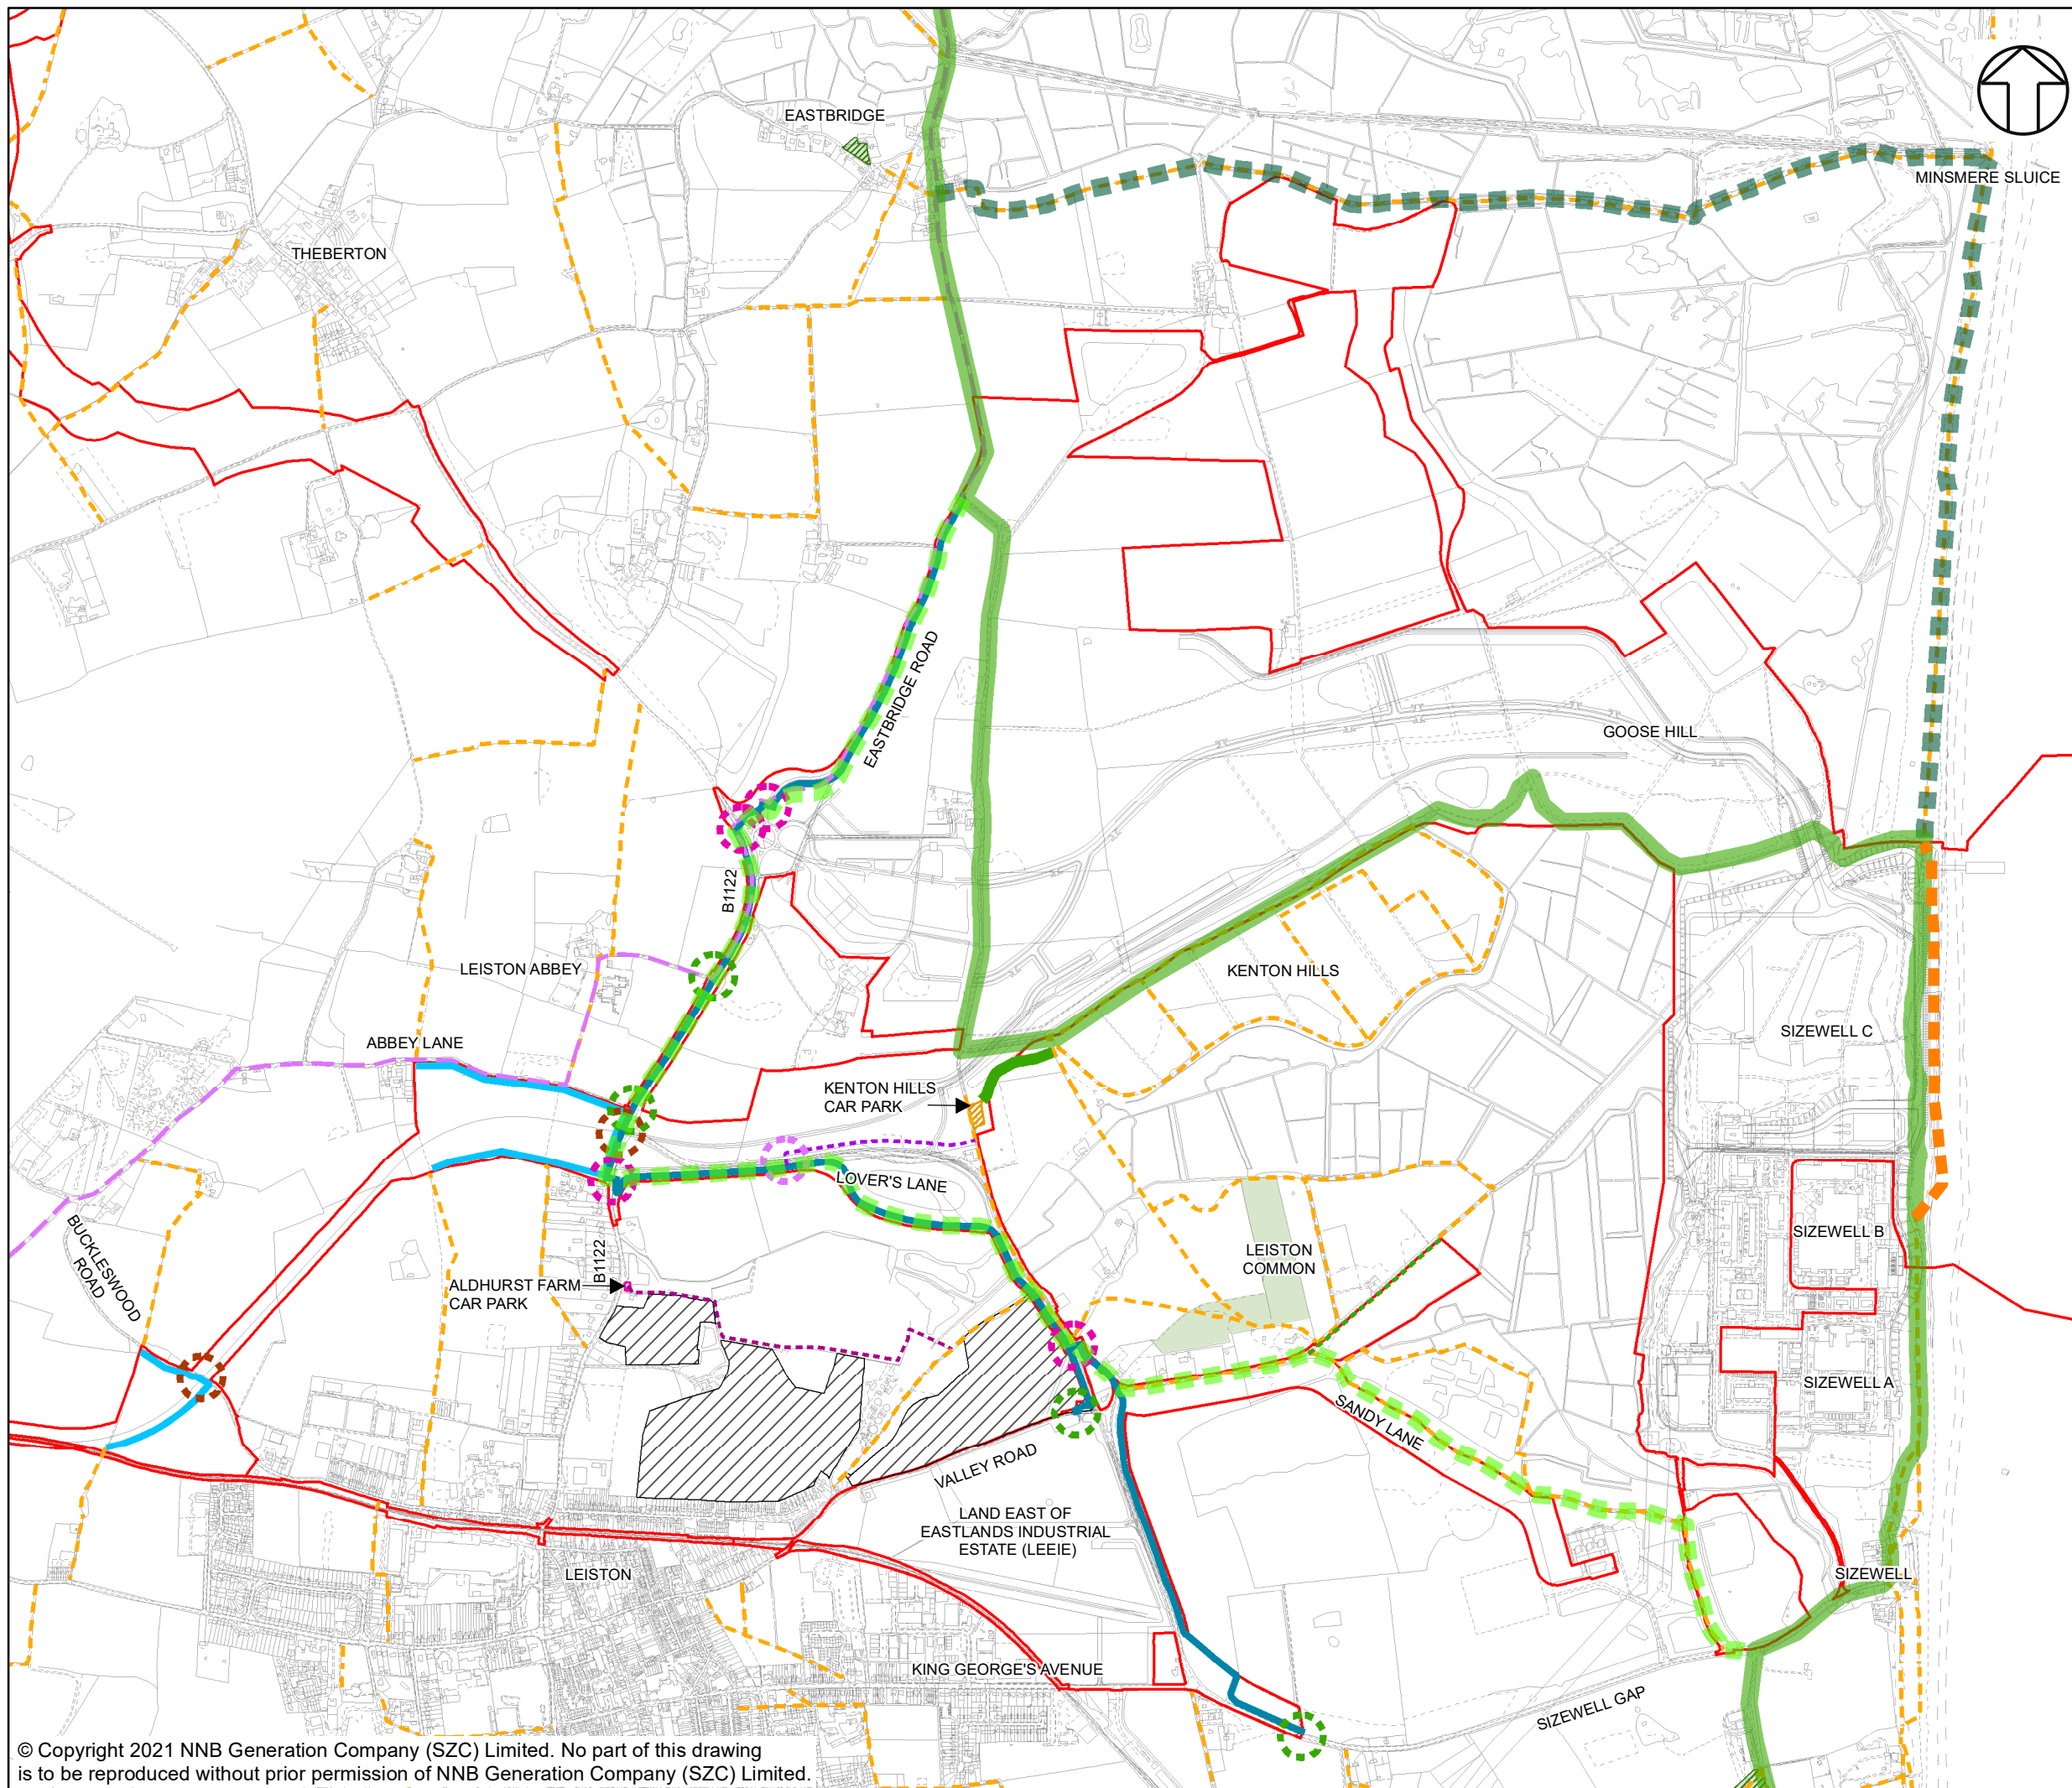 EASTBRIDGE
MINSMERE SLUICE
THEBERTON
EASTBRIDGE ROAD
GOOSE HILL
B1122
LEISTON ABBEY
KENTON HILLS
SIZEWELL C
ABBEY LANE
KENTON HILLS
CAR PARK
LOVER'S LANE
BUCKLESWOOD
ROAD
B1122
LEISTON
COMMON
SIZEWELL B
ALDHURST FARM
CAR PARK
SIZEWELL A
SANDY LANE
VALLEY ROAD
LAND EAST OF
EASTLANDS INDUSTRIAL
ESTATE (LEEIE)
LEISTON
SIZEWELL
KING GEORGE'S AVENUE
SIZEWELL GAP
© Copyright 2021 NNB Generation Company (SZC) Limited. No part of this drawing
is to be reproduced without prior permission of NNB Generation Company (SZC) Limited.